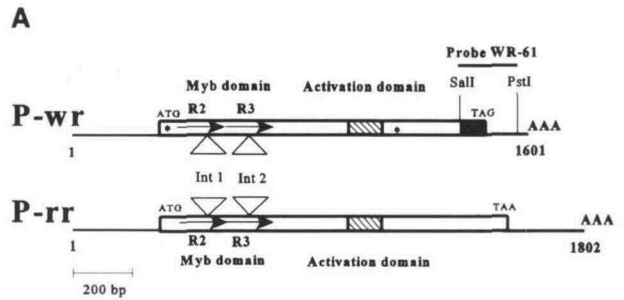 A
Probe WR-61
Myb domain Activation domain SalI PstI
ATG R2 R3 TAG
P-wr * * AAA
1 1601
Int 1 Int 2
P-rr ATG TAA AAA
1 R2 R3 1802
Myb domain Activation domain
200 bp